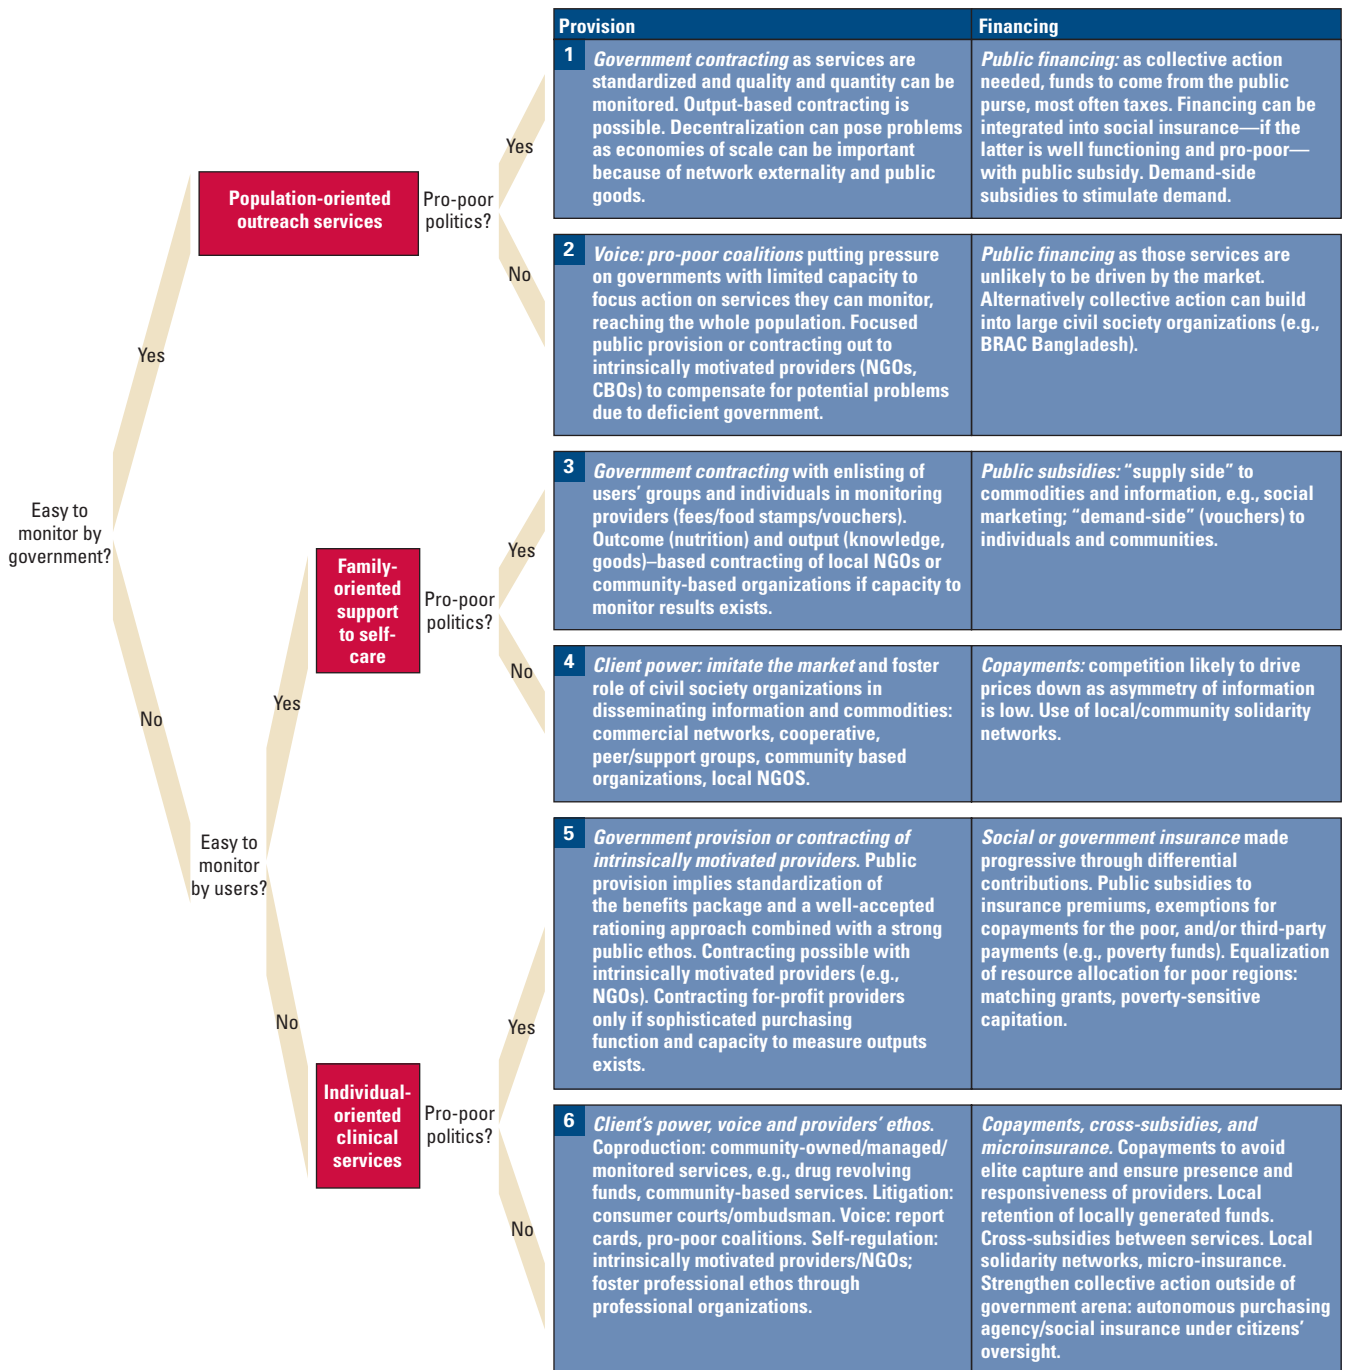 Easy to
monitor by
government?
Yes
No
Population-oriented
outreach services
Pro-poor
politics?
Yes
No
Easy to
monitor
by users?
Yes
No
Family-
oriented
support
to self-
care
Pro-poor
politics?
Yes
No
Individual-
oriented
clinical
services
Pro-poor
politics?
Yes
No
Provision
Financing
1
Government contracting as services are
standardized and quality and quantity can be
monitored. Output-based contracting is
possible. Decentralization can pose problems
as economies of scale can be important
because of network externality and public
goods.
Public financing: as collective action
needed, funds to come from the public
purse, most often taxes. Financing can be
integrated into social insurance—if the
latter is well functioning and pro-poor—
with public subsidy. Demand-side
subsidies to stimulate demand.
2
Voice: pro-poor coalitions putting pressure
on governments with limited capacity to
focus action on services they can monitor,
reaching the whole population. Focused
public provision or contracting out to
intrinsically motivated providers (NGOs,
CBOs) to compensate for potential problems
due to deficient government.
Public financing as those services are
unlikely to be driven by the market.
Alternatively collective action can build
into large civil society organizations (e.g.,
BRAC Bangladesh).
3
Government contracting with enlisting of
users’ groups and individuals in monitoring
providers (fees/food stamps/vouchers).
Outcome (nutrition) and output (knowledge,
goods)–based contracting of local NGOs or
community-based organizations if capacity to
monitor results exists.
Public subsidies: “supply side” to
commodities and information, e.g., social
marketing; “demand-side” (vouchers) to
individuals and communities.
4
Client power: imitate the market and foster
role of civil society organizations in
disseminating information and commodities:
commercial networks, cooperative,
peer/support groups, community based
organizations, local NGOS.
Copayments: competition likely to drive
prices down as asymmetry of information
is low. Use of local/community solidarity
networks.
5
Government provision or contracting of
intrinsically motivated providers. Public
provision implies standardization of
the benefits package and a well-accepted
rationing approach combined with a strong
public ethos. Contracting possible with
intrinsically motivated providers (e.g.,
NGOs). Contracting for-profit providers
only if sophisticated purchasing
function and capacity to measure outputs
exists.
Social or government insurance made
progressive through differential
contributions. Public subsidies to
insurance premiums, exemptions for
copayments for the poor, and/or third-party
payments (e.g., poverty funds). Equalization
of resource allocation for poor regions:
matching grants, poverty-sensitive
capitation.
6
Client’s power, voice and providers’ ethos.
Coproduction: community-owned/managed/
monitored services, e.g., drug revolving
funds, community-based services. Litigation:
consumer courts/ombudsman. Voice: report
cards, pro-poor coalitions. Self-regulation:
intrinsically motivated providers/NGOs;
foster professional ethos through
professional organizations.
Copayments, cross-subsidies, and
microinsurance. Copayments to avoid
elite capture and ensure presence and
responsiveness of providers. Local
retention of locally generated funds.
Cross-subsidies between services. Local
solidarity networks, micro-insurance.
Strengthen collective action outside of
government arena: autonomous purchasing
agency/social insurance under citizens’
oversight.